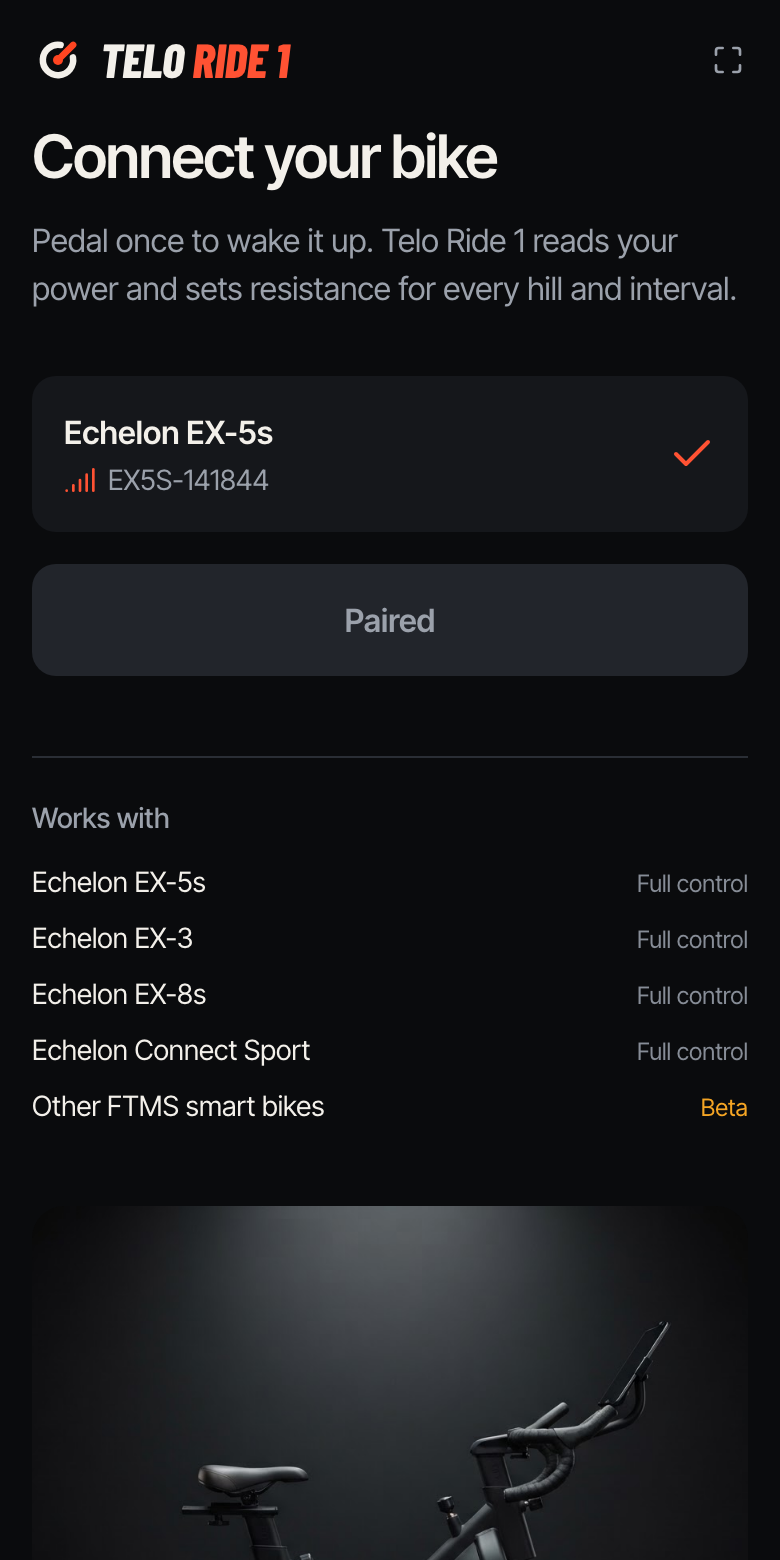 TELO RIDE 1
Connect your bike
Pedal once to wake it up. Telo Ride 1 reads your
power and sets resistance for every hill and interval.
Echelon EX-5s
EX5S-141844
Paired
Works with
Echelon EX-5s Full control
Echelon EX-3 Full control
Echelon EX-8s Full control
Echelon Connect Sport Full control
Other FTMS smart bikes Beta